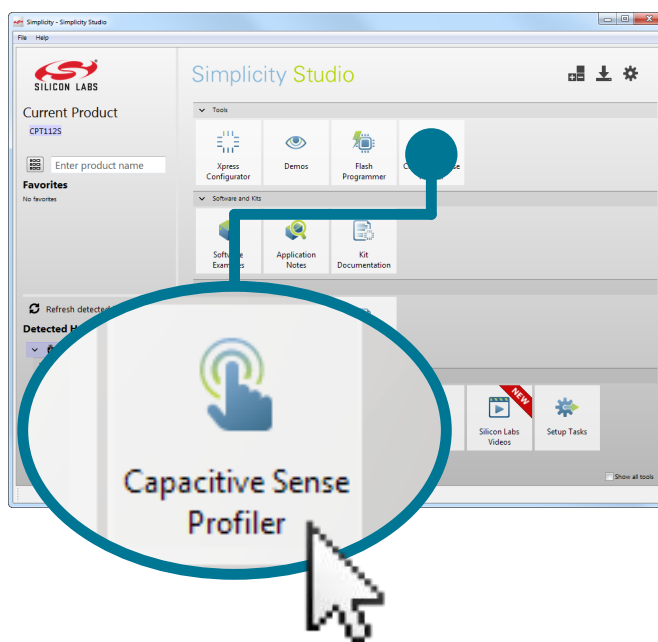 Simplicity - Simplicity Studio
File Help
SILICON LABS
Simplicity Studio
Current Product
CPT112S
Enter product name
Favorites
No favorites
Tools
Xpress
Configurator
Demos
Flash
Programmer
Software and Kits
Application
Notes
Kit
Documentation
Refresh detected
Detected
NEW
Silicon Labs
Videos
Setup Tasks
Show all tools
Capacitive Sense
Profiler